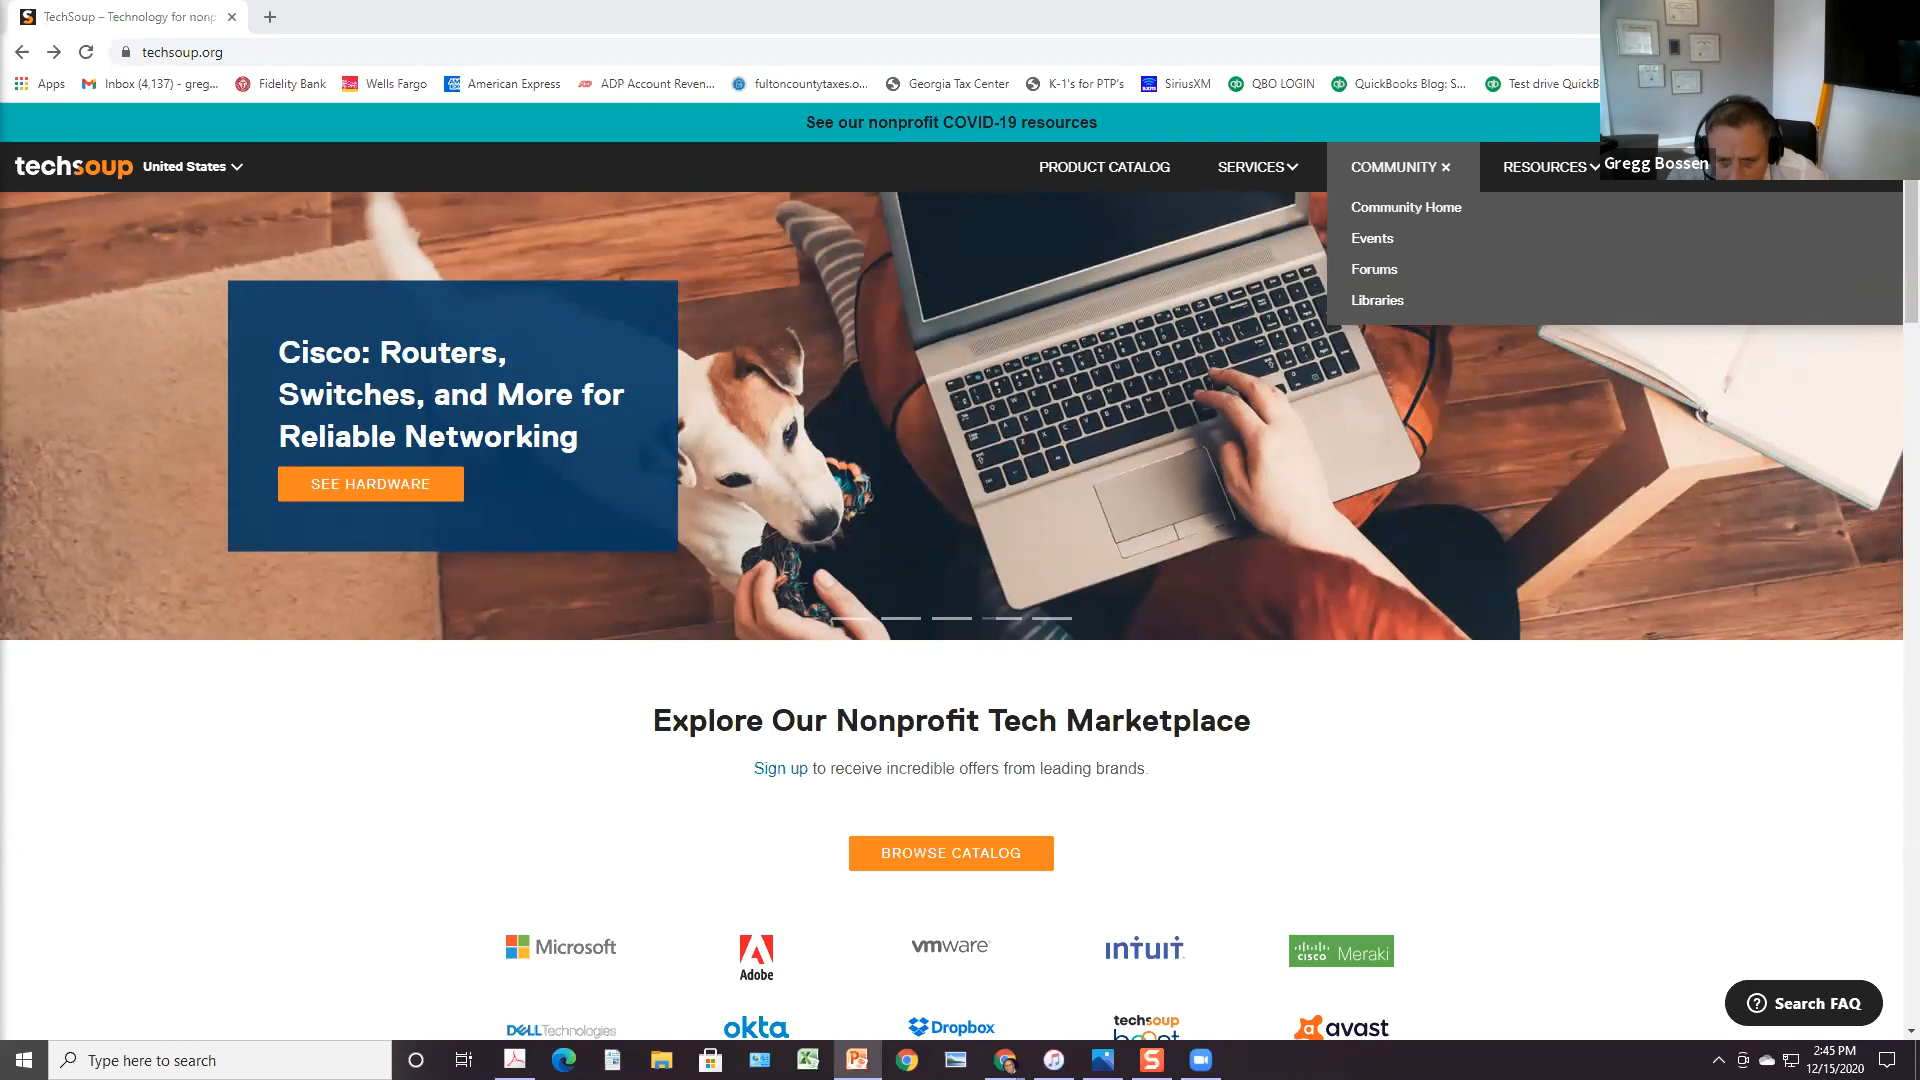 TechSoup – Technology for nonp
techsoup.org
Apps
Inbox (4,137) - greg...
Fidelity Bank
Wells Fargo
American Express
ADP Account Reven...
fultoncountytaxes.o...
Georgia Tax Center
K-1's for PTP's
SiriusXM
QBO LOGIN
QuickBooks Blog: S...
Test drive QuickB
See our nonprofit COVID-19 resources
techsoup
United States
PRODUCT CATALOG
SERVICES
COMMUNITY ×
RESOURCES
Gregg Bossen
Community Home
Events
Forums
Libraries
Cisco: Routers,
Switches, and More for
Reliable Networking
SEE HARDWARE
Explore Our Nonprofit Tech Marketplace
Sign up to receive incredible offers from leading brands.
BROWSE CATALOG
Microsoft
Adobe
vmware
intuit
cisco Meraki
DELL Technologies
okta
Dropbox
techsoup
boost
avast
Search FAQ
Type here to search
2:45 PM
12/15/2020